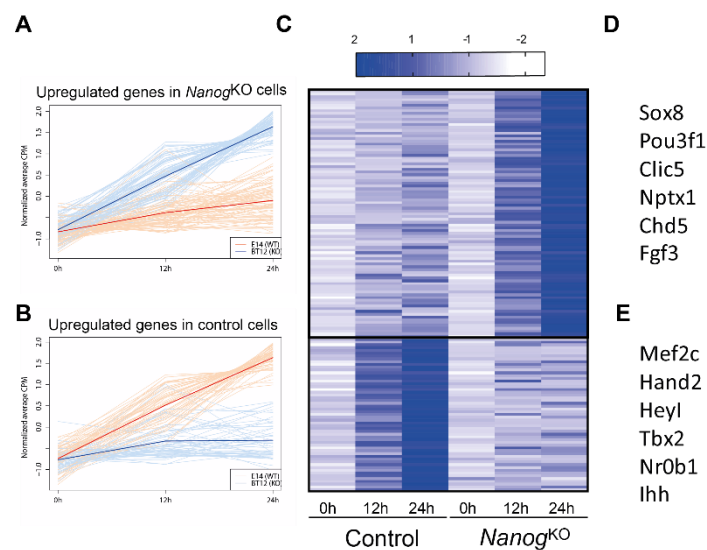 A
Upregulated genes in NanogKO cells
Normalized average CPM
2.0
1.5
1.0
0.5
0.0
−1.0
0h
12h
24h
E14 (WT)
BT12 (KO)
B
Upregulated genes in control cells
Normalized average CPM
2.0
1.5
1.0
0.5
0.0
−1.0
0h
12h
24h
E14 (WT)
BT12 (KO)
C
2 1 -1 -2
0h 12h 24h 0h 12h 24h
Control NanogKO
D
Sox8
Pou3f1
Clic5
Nptx1
Chd5
Fgf3
E
Mef2c
Hand2
Heyl
Tbx2
Nr0b1
Ihh